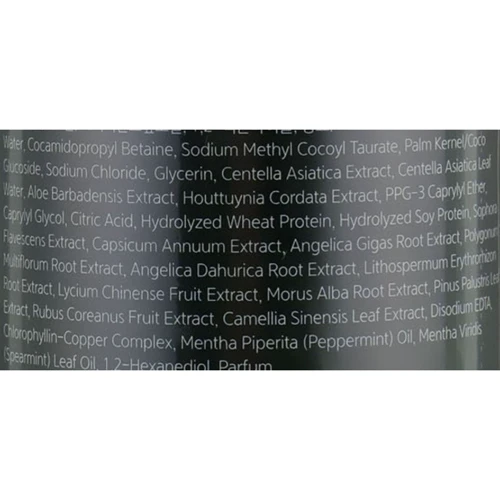 Water, Cocamidopropyl Betaine, Sodium Methyl Cocoyl Taurate, Palm Kernel/Coco
Glucoside, Sodium Chloride, Glycerin, Centella Asiatica Extract, Centella Asiatica Leaf
Water, Aloe Barbadensis Extract, Houttuynia Cordata Extract, PPG-3 Caprylyl Ether,
Caprylyl Glycol, Citric Acid, Hydrolyzed Wheat Protein, Hydrolyzed Soy Protein, Sophora
Flavescens Extract, Capsicum Annuum Extract, Angelica Gigas Root Extract, Polygonum
Multiflorum Root Extract, Angelica Dahurica Root Extract, Lithospermum Erythrorhizon
Root Extract, Lycium Chinense Fruit Extract, Morus Alba Root Extract, Pinus Palustris Leaf
Extract, Rubus Coreanus Fruit Extract, Camellia Sinensis Leaf Extract, Disodium EDTA
Chlorophyllin-Copper Complex, Mentha Piperita (Peppermint) Oil, Mentha Viridis
(Spearmint) Leaf Oil, 1,2-Hexanediol, Parfum